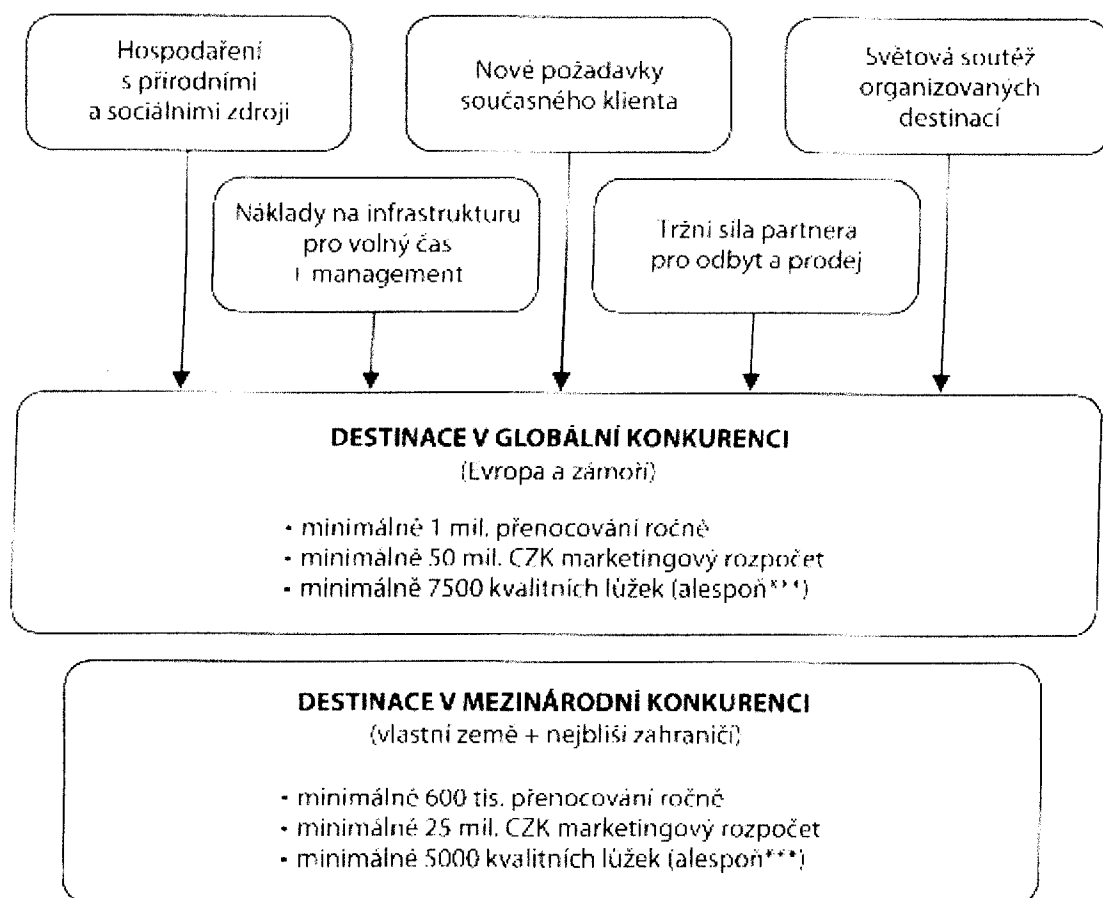 Hospodaření
s přírodními
a sociálními zdroji
Nové požadavky
současného klienta
Světová soutěž
organizovaných
destinací
Náklady na infrastrukturu
pro volný čas
+ management
Tržní síla partnera
pro odbyt a prodej
DESTINACE V GLOBÁLNÍ KONKURENCI
(Evropa a zámoří)
• minimálně 1 mil. přenocování ročně
• minimálně 50 mil. CZK marketingový rozpočet
• minimálně 7500 kvalitních lůžek (alespoň***)
DESTINACE V MEZINÁRODNÍ KONKURENCI
(vlastní země + nejbliší zahraničí)
• minimálně 600 tis. přenocování ročně
• minimálně 25 mil. CZK marketingový rozpočet
• minimálně 5000 kvalitních lůžek (alespoň***)